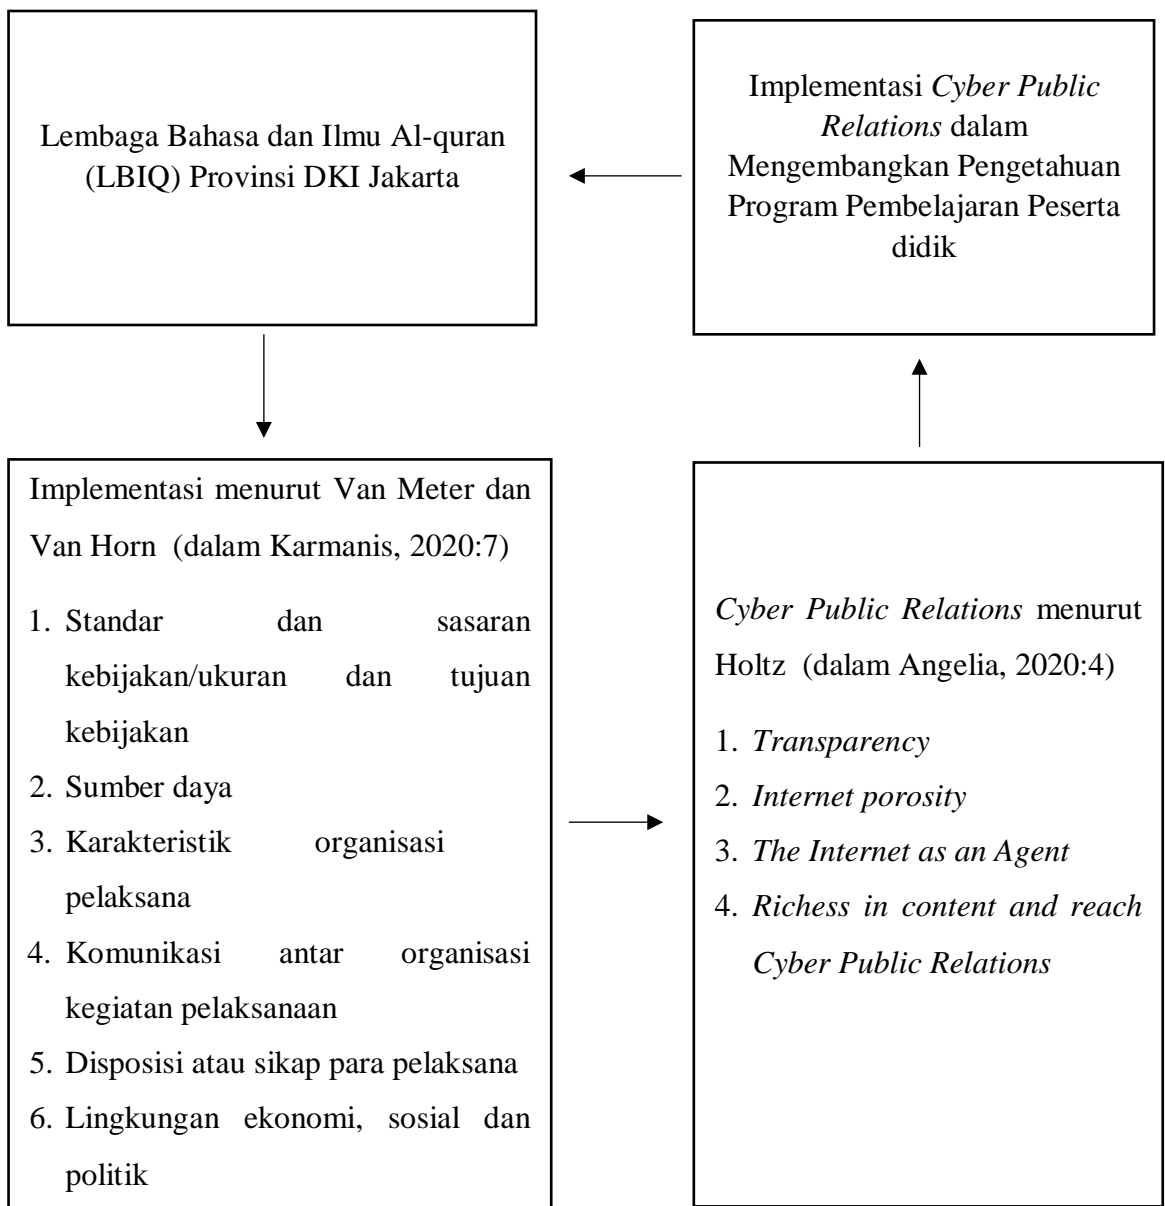 Lembaga Bahasa dan Ilmu Al-quran
(LBIQ) Provinsi DKI Jakarta
Implementasi Cyber Public
Relations dalam
Mengembangkan Pengetahuan
Program Pembelajaran Peserta
didik
Implementasi menurut Van Meter dan
Van Horn (dalam Karmanis, 2020:7)
1. Standar dan sasaran
kebijakan/ukuran dan tujuan
kebijakan
2. Sumber daya
3. Karakteristik organisasi
pelaksana
4. Komunikasi antar organisasi
kegiatan pelaksanaan
5. Disposisi atau sikap para pelaksana
6. Lingkungan ekonomi, sosial dan
politik
Cyber Public Relations menurut
Holtz (dalam Angelia, 2020:4)
1. Transparency
2. Internet porosity
3. The Internet as an Agent
4. Richess in content and reach
Cyber Public Relations